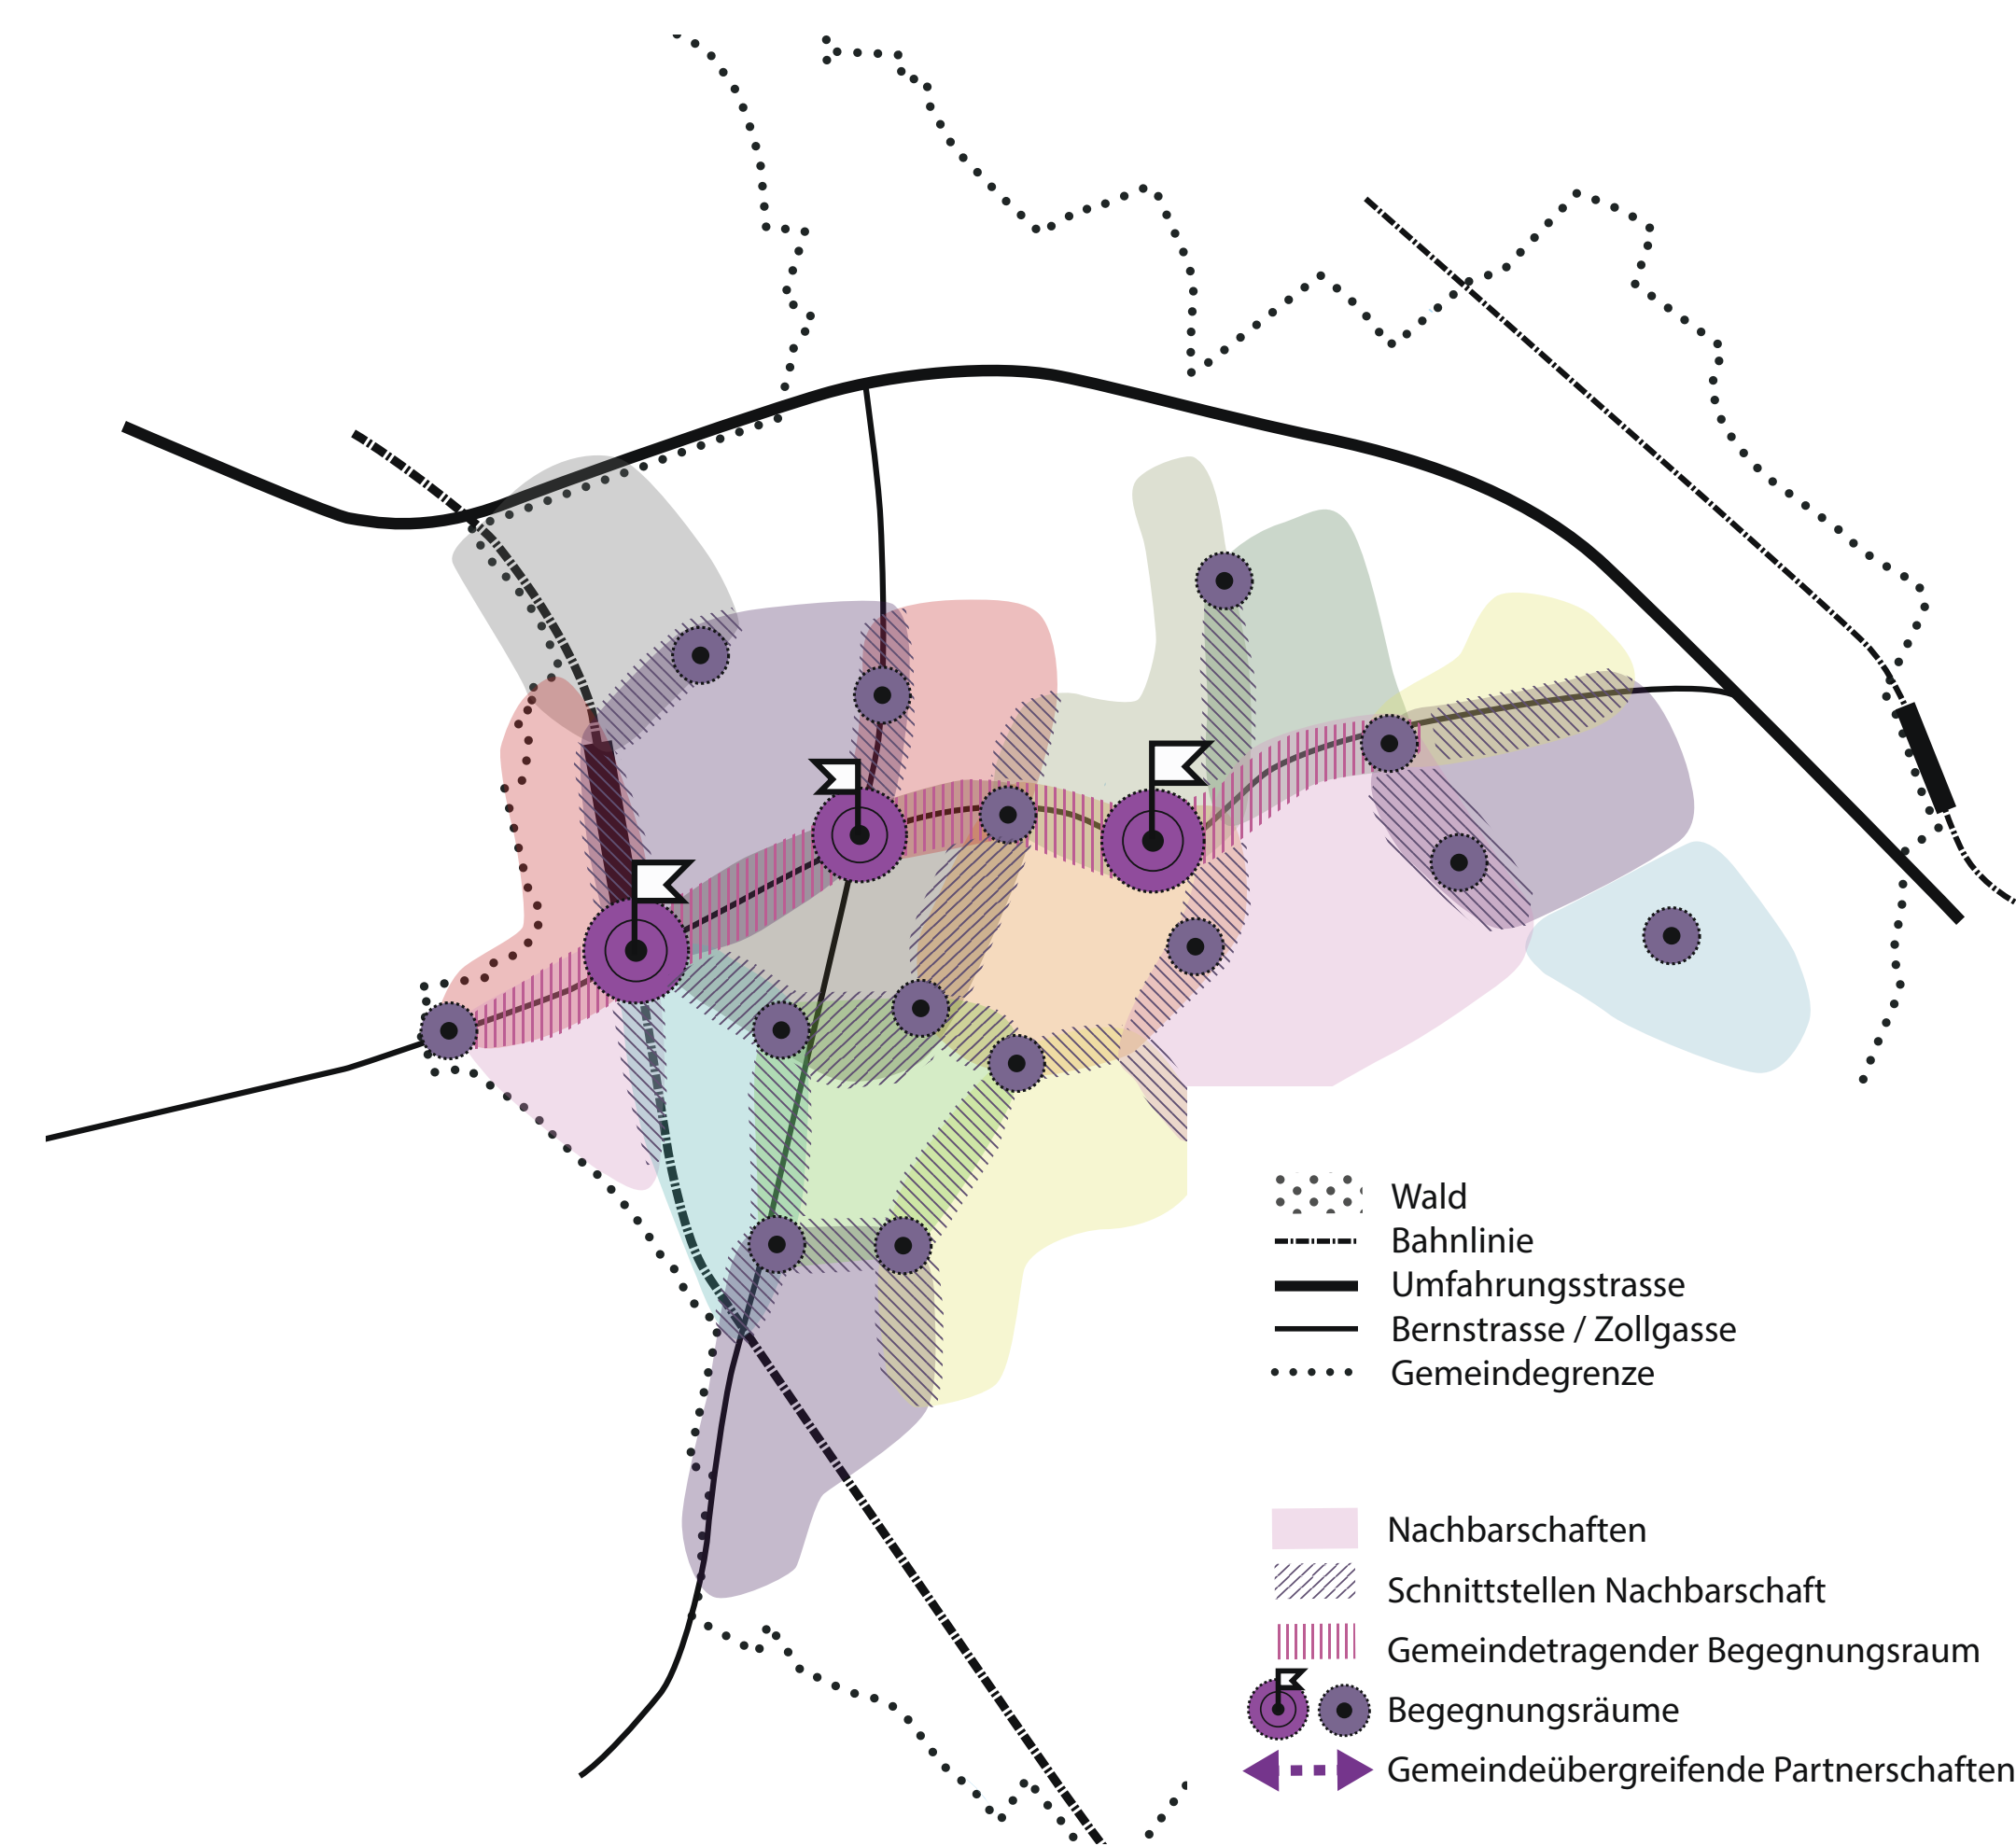 Wald
Bahnlinie
Umfahrungsstrasse
Bernstrasse / Zollgasse
Gemeindegrenze
Nachbarschaften
Schnittstellen Nachbarschaft
Gemeindetragender Begegnungsraum
Begegnungsräume
Gemeindeübergreifende Partnerschaften